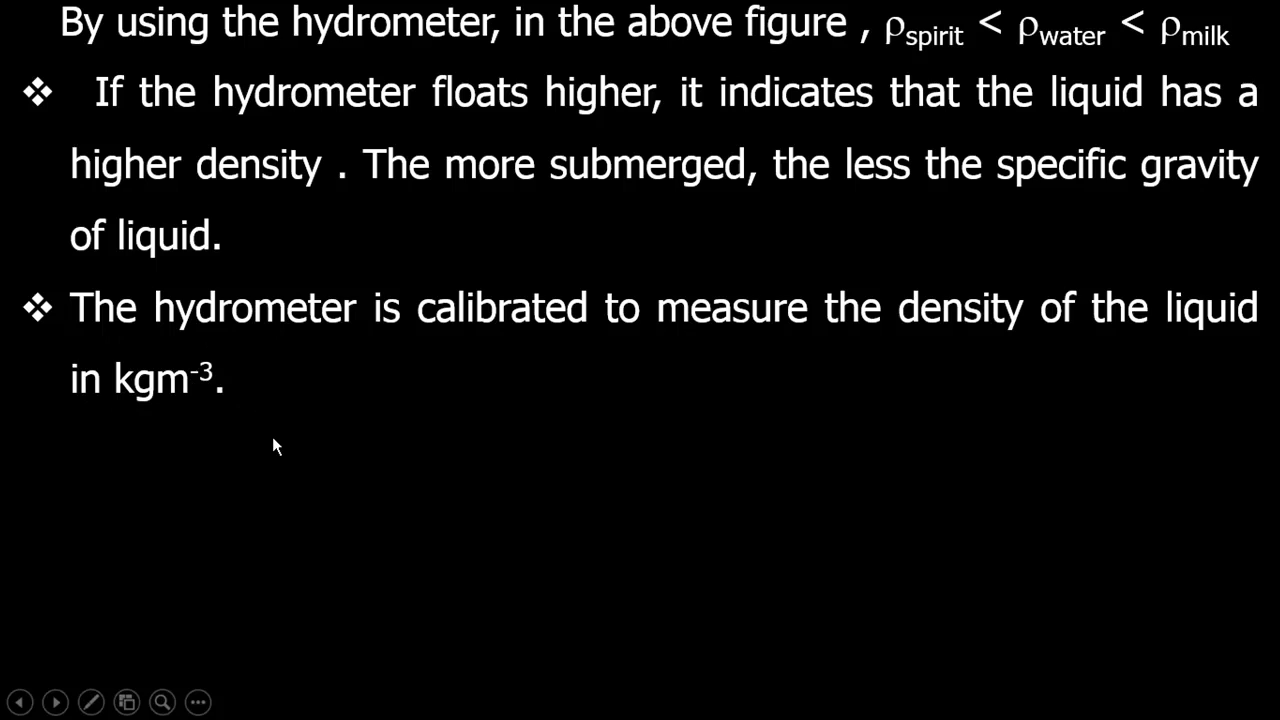 By using the hydrometer, in the above figure , ρspirit < ρwater < ρmilk
❖ If the hydrometer floats higher, it indicates that the liquid has a
higher density . The more submerged, the less the specific gravity
of liquid.
❖ The hydrometer is calibrated to measure the density of the liquid
in kgm-3.